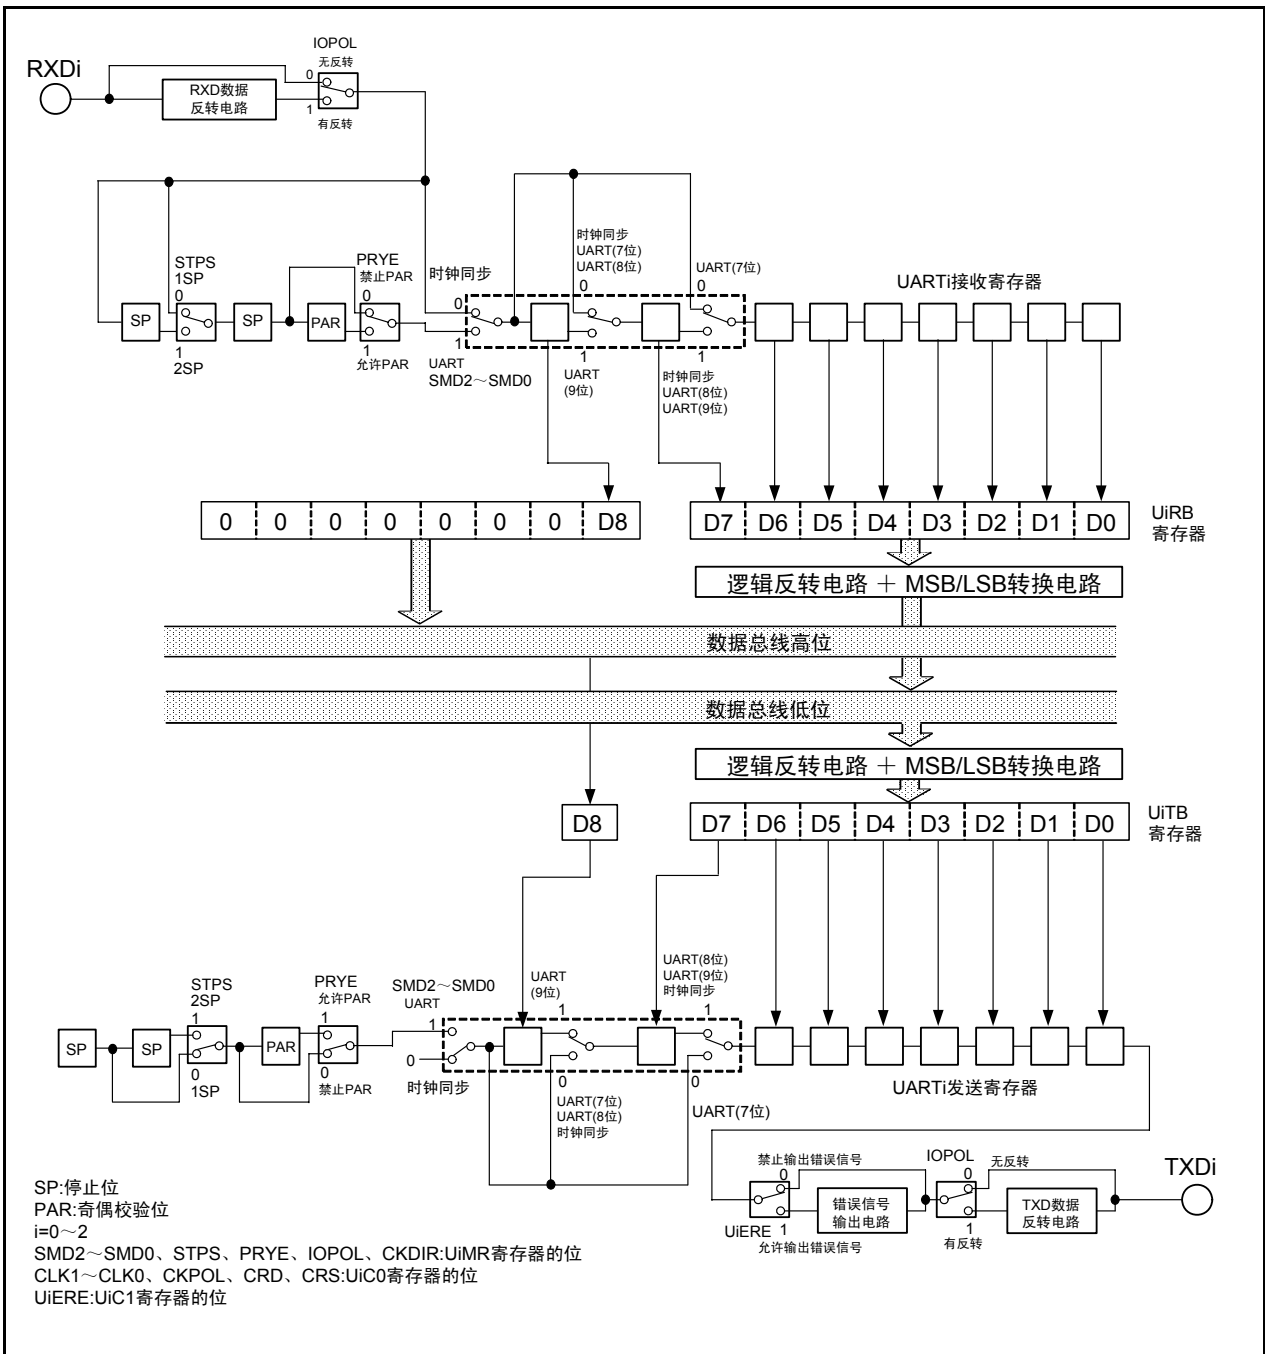 IOPOL
无反转
RXDi
0
RXD数据
反转电路
1
有反转
STPS
1SP
0
PRYE
禁止PAR
0
时钟同步
0
时钟同步
UART(7位)
UART(8位)
0
UART(7位)
0
UARTi接收寄存器
SP
SP
PAR
1
2SP
1
允许PAR
1
UART
SMD2～SMD0
1
UART
(9位)
1
时钟同步
UART(8位)
UART(9位)
0 0 0 0 0 0 0 D8
D7 D6 D5 D4 D3 D2 D1 D0
UiRB
寄存器
逻辑反转电路 ＋ MSB/LSB转换电路
数据总线高位
数据总线低位
逻辑反转电路 ＋ MSB/LSB转换电路
D8
D7 D6 D5 D4 D3 D2 D1 D0
UiTB
寄存器
STPS
2SP
1
PRYE
允许PAR
1
SMD2～SMD0
UART
1
UART
(9位)
1
UART(8位)
UART(9位)
时钟同步
1
SP
SP
PAR
0
1SP
0
禁止PAR
0
时钟同步
0
UART(7位)
UART(8位)
时钟同步
0
UART(7位)
UARTi发送寄存器
禁止输出错误信号
0
IOPOL
0
无反转
TXDi
错误信号
输出电路
TXD数据
反转电路
UiERE 1
允许输出错误信号
1
有反转
SP:停止位
PAR:奇偶校验位
i=0～2
SMD2～SMD0、STPS、PRYE、IOPOL、CKDIR:UiMR寄存器的位
CLK1～CLK0、CKPOL、CRD、CRS:UiC0寄存器的位
UiERE:UiC1寄存器的位